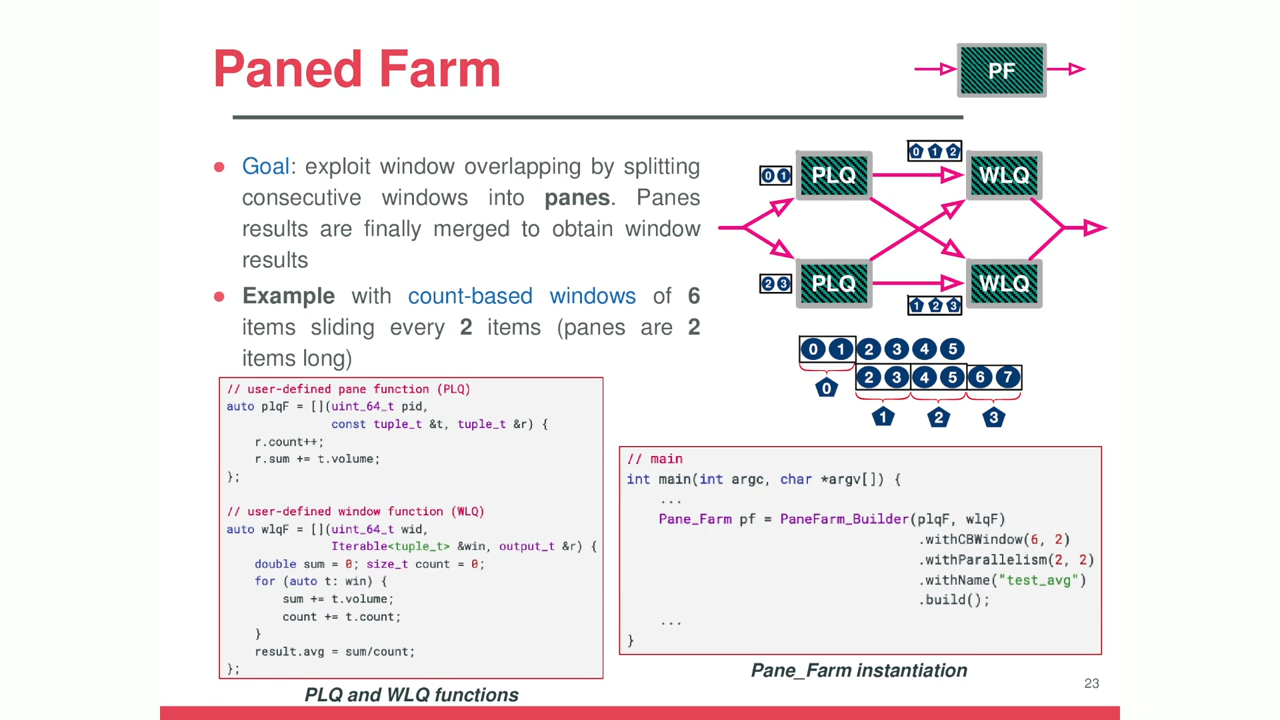 Paned Farm
PF
● Goal: exploit window overlapping by splitting
consecutive windows into panes. Panes
results are finally merged to obtain window
results
● Example with count-based windows of 6
items sliding every 2 items (panes are 2
items long)
0 1 2
0 1 PLQ WLQ
2 3 PLQ WLQ
1 2 3
0 1 2 3 4 5
2 3 4 5 6 7
0
1 2 3
// user-defined pane function (PLQ)
auto plqF = [](uint_64_t pid,
const tuple_t &t, tuple_t &r) {
r.count++;
r.sum += t.volume;
};
// user-defined window function (WLQ)
auto wlqF = [](uint_64_t wid,
Iterable<tuple_t> &win, output_t &r) {
double sum = 0; size_t count = 0;
for (auto t: win) {
sum += t.volume;
count += t.count;
}
result.avg = sum/count;
};
PLQ and WLQ functions
// main
int main(int argc, char *argv[]) {
...
Pane_Farm pf = PaneFarm_Builder(plqF, wlqF)
.withCBWindow(6, 2)
.withParallelism(2, 2)
.withName("test_avg")
.build();
...
}
Pane_Farm instantiation
23